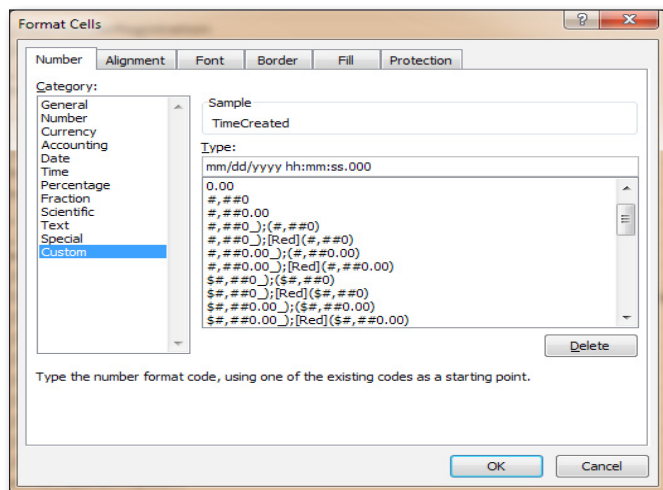 Format Cells
Number Alignment Font Border Fill Protection
Category:
General
Number
Currency
Accounting
Date
Time
Percentage
Fraction
Scientific
Text
Special
Custom
Sample
TimeCreated
Type:
mm/dd/yyyy hh:mm:ss.000
0.00
#,##0
#,##0.00
#,##0_);(#,##0)
#,##0_);[Red](#,##0)
#,##0.00_);(#,##0.00)
#,##0.00_);[Red](#,##0.00)
$#,##0_);($#,##0)
$#,##0_);[Red]($#,##0)
$#,##0.00_);($#,##0.00)
$#,##0.00_);[Red]($#,##0.00)
Delete
Type the number format code, using one of the existing codes as a starting point.
OK Cancel